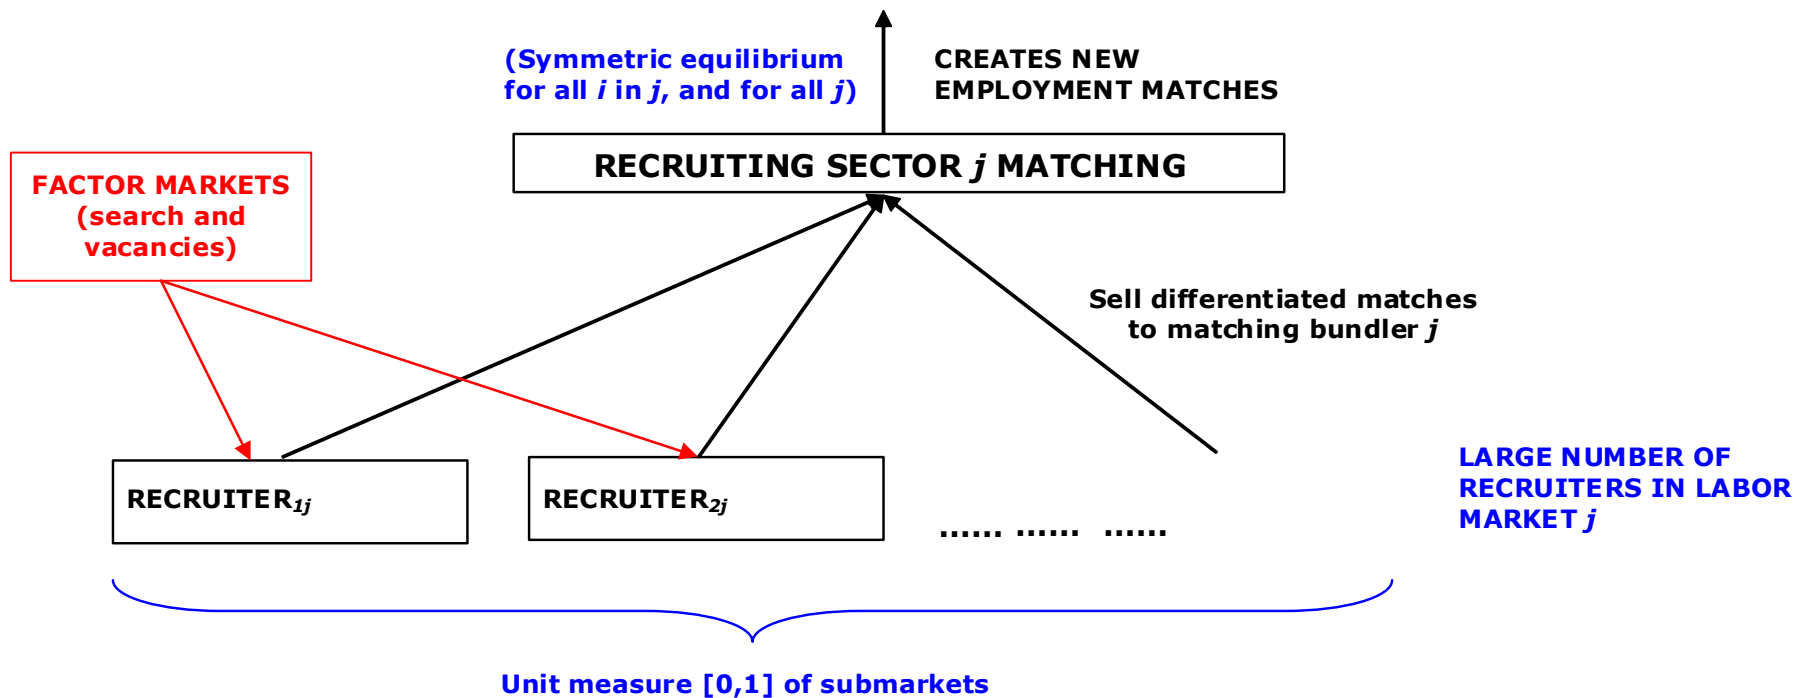 (Symmetric equilibrium
for all i in j, and for all j)
CREATES NEW
EMPLOYMENT MATCHES
RECRUITING SECTOR j MATCHING
FACTOR MARKETS
(search and
vacancies)
Sell differentiated matches
to matching bundler j
RECRUITER1j
RECRUITER2j
...... ...... ......
LARGE NUMBER OF
RECRUITERS IN LABOR
MARKET j
Unit measure [0,1] of submarkets